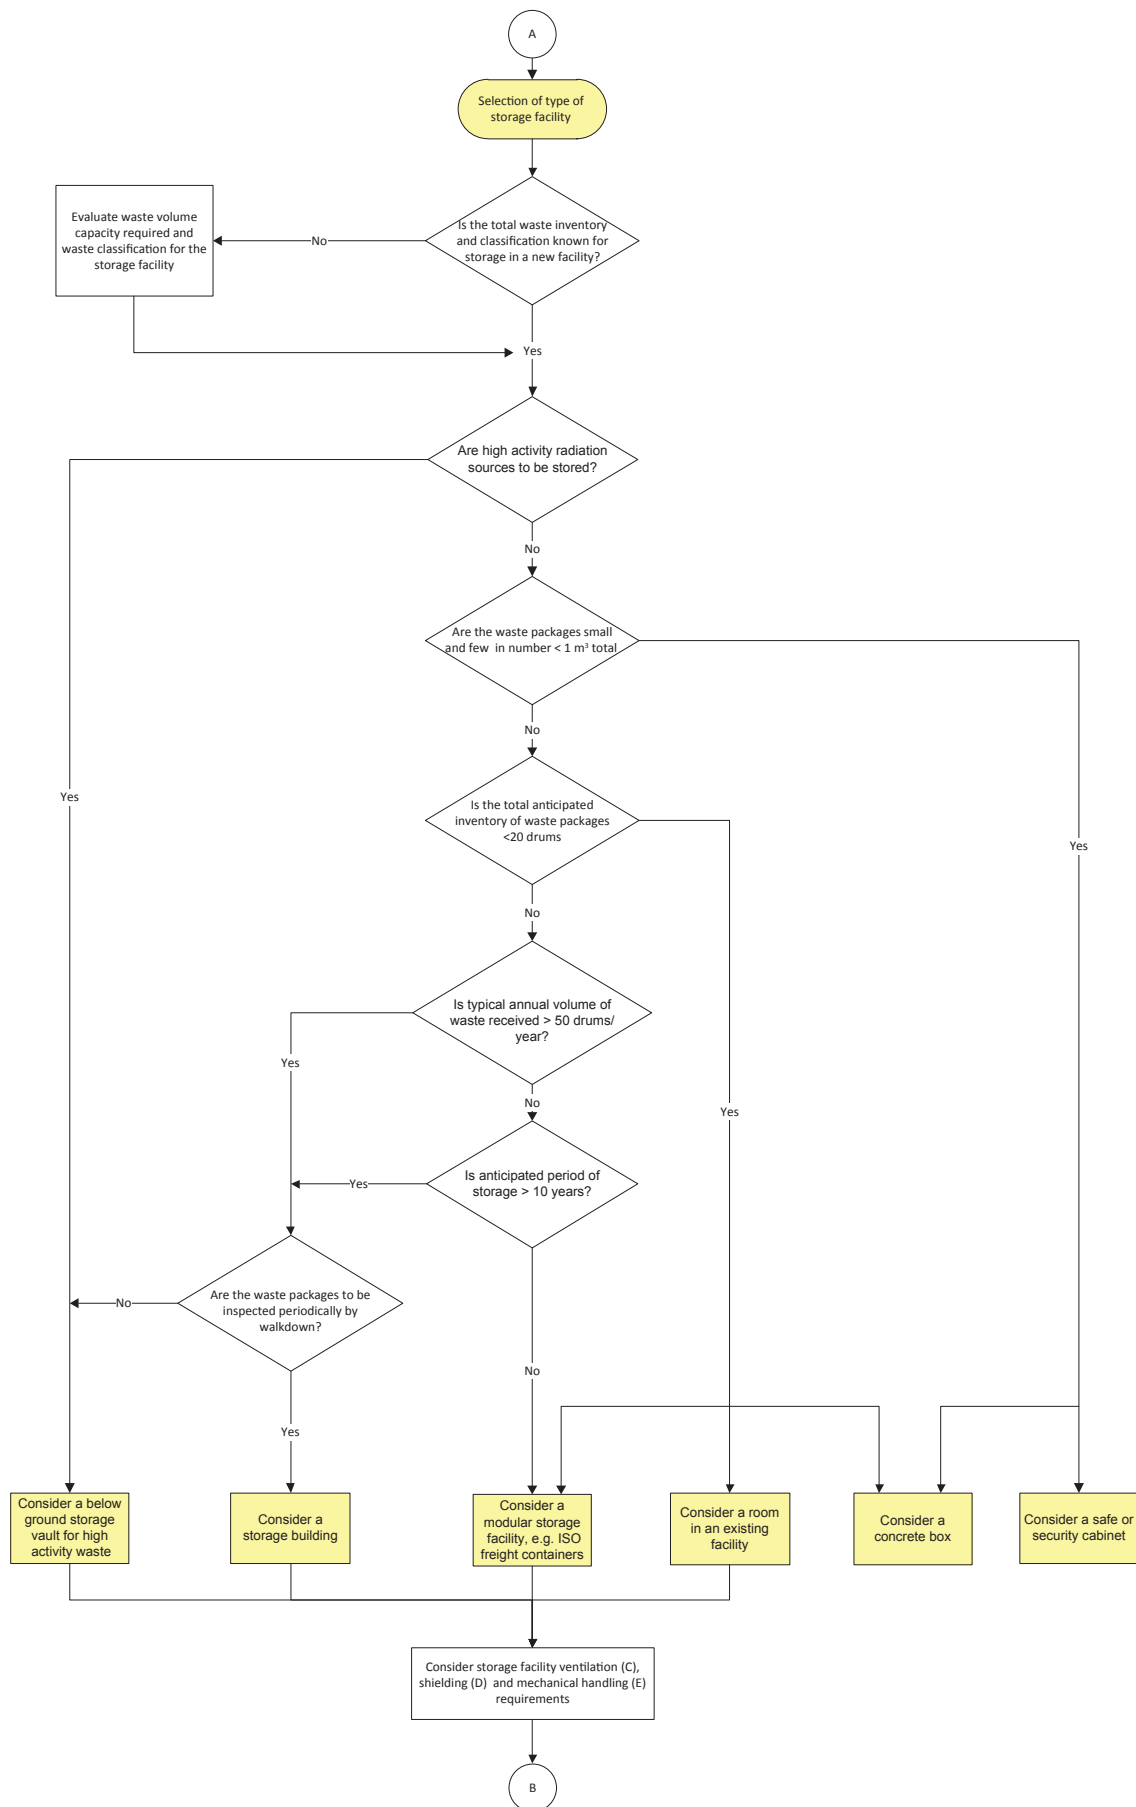 A
Selection of type of
storage facility
Is the total waste inventory
and classification known for
storage in a new facility?
No
Evaluate waste volume
capacity required and
waste classification for the
storage facility
Yes
Are high activity radiation
sources to be stored?
No
Are the waste packages small
and few in number < 1 m³ total
No
Yes
Is the total anticipated
inventory of waste packages
<20 drums
Yes
No
Is typical annual volume of
waste received > 50 drums/
year?
Yes
No
Yes
Is anticipated period of
storage > 10 years?
Yes
Are the waste packages to be
inspected periodically by
walkdown?
No
No
Yes
Consider a below
ground storage
vault for high
activity waste
Consider a
storage building
Consider a
modular storage
facility, e.g. ISO
freight containers
Consider a room
in an existing
facility
Consider a
concrete box
Consider a safe or
security cabinet
Consider storage facility ventilation (C),
shielding (D) and mechanical handling (E)
requirements
B